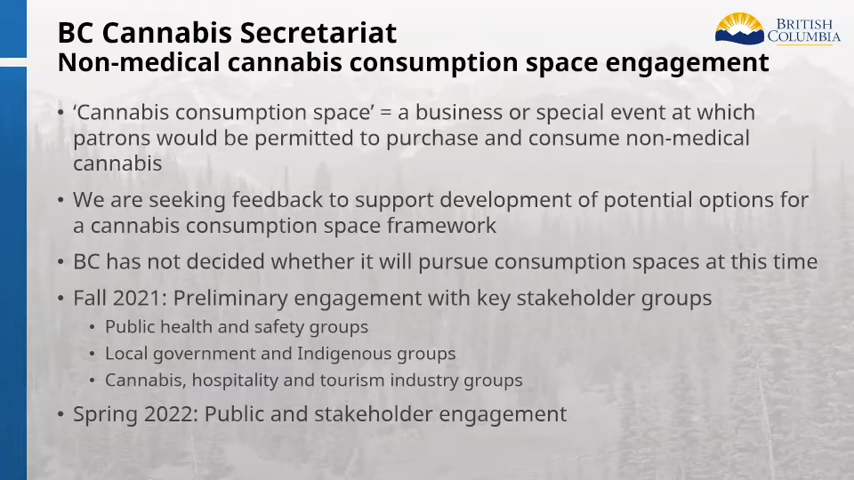 BC Cannabis Secretariat
Non-medical cannabis consumption space engagement
BRITISH
COLUMBIA
• ‘Cannabis consumption space’ = a business or special event at which
patrons would be permitted to purchase and consume non-medical
cannabis
• We are seeking feedback to support development of potential options for
a cannabis consumption space framework
• BC has not decided whether it will pursue consumption spaces at this time
• Fall 2021: Preliminary engagement with key stakeholder groups
• Public health and safety groups
• Local government and Indigenous groups
• Cannabis, hospitality and tourism industry groups
• Spring 2022: Public and stakeholder engagement